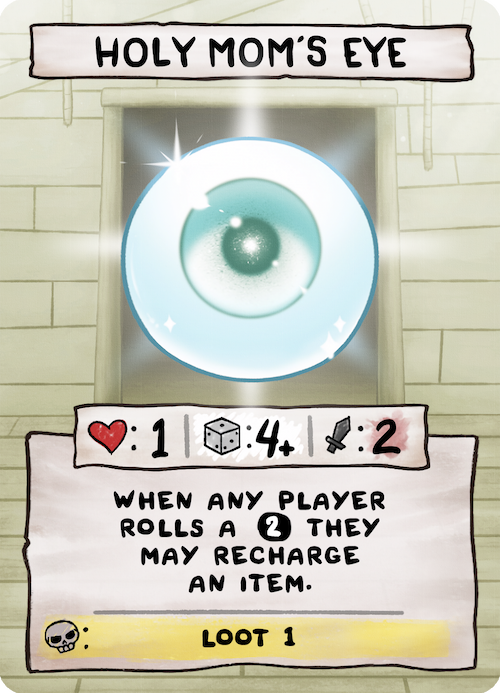 HOLY MOM'S EYE
: 1 | : 4+ | : 2
WHEN ANY PLAYER
ROLLS A 2 THEY
MAY RECHARGE
AN ITEM.
: LOOT 1